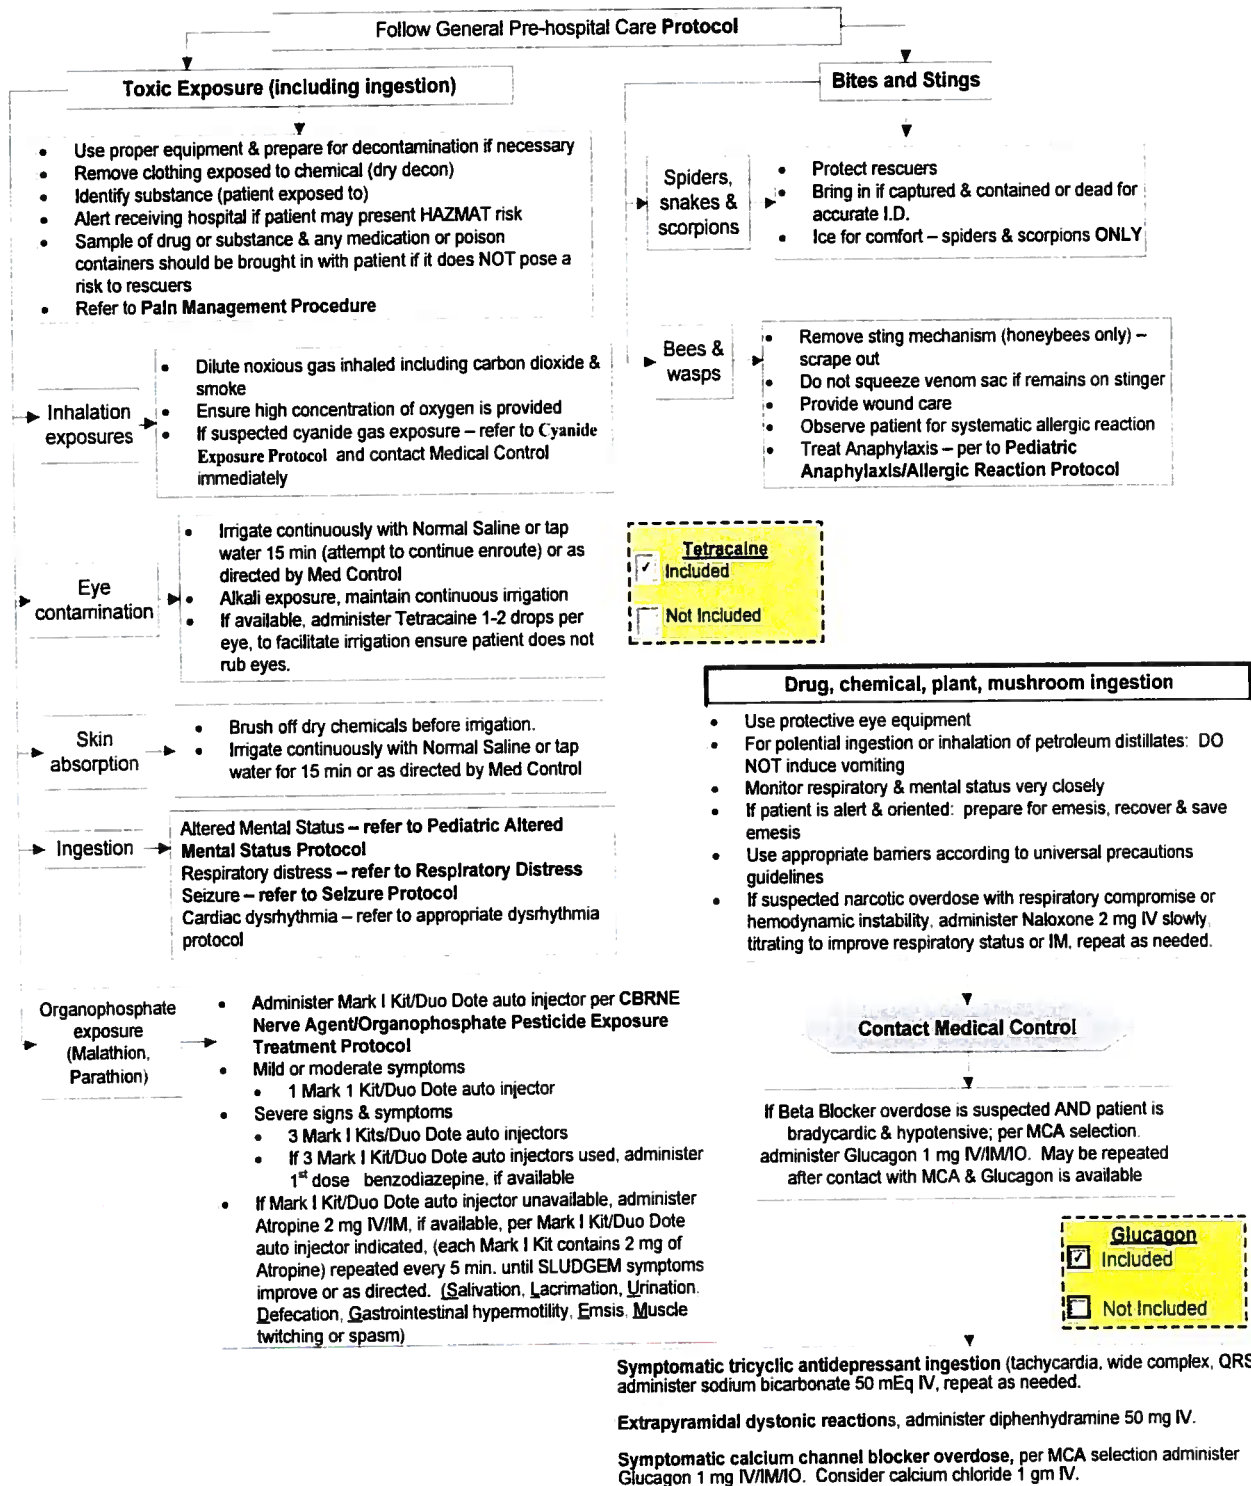 Follow General Pre-hospital Care Protocol
Toxic Exposure (including ingestion)
• Use proper equipment & prepare for decontamination if necessary
• Remove clothing exposed to chemical (dry decon)
• Identify substance (patient exposed to)
• Alert receiving hospital if patient may present HAZMAT risk
• Sample of drug or substance & any medication or poison
containers should be brought in with patient if it does NOT pose a
risk to rescuers
• Refer to Pain Management Procedure
Inhalation
exposures
• Dilute noxious gas inhaled including carbon dioxide &
smoke
• Ensure high concentration of oxygen is provided
• If suspected cyanide gas exposure – refer to Cyanide
Exposure Protocol and contact Medical Control
immediately
Eye
contamination
• Irrigate continuously with Normal Saline or tap
water 15 min (attempt to continue enroute) or as
directed by Med Control
• Alkali exposure, maintain continuous irrigation
• If available, administer Tetracaine 1-2 drops per
eye, to facilitate irrigation ensure patient does not
rub eyes.
Tetracaine
✓ Included
Not Included
Skin
absorption
• Brush off dry chemicals before irrigation.
• Irrigate continuously with Normal Saline or tap
water for 15 min or as directed by Med Control
Ingestion
Altered Mental Status – refer to Pediatric Altered
Mental Status Protocol
Respiratory distress – refer to Respiratory Distress
Seizure – refer to Seizure Protocol
Cardiac dysrhythmia – refer to appropriate dysrhythmia
protocol
Organophosphate
exposure
(Malathion,
Parathion)
• Administer Mark I Kit/Duo Dote auto injector per CBRNE
Nerve Agent/Organophosphate Pesticide Exposure
Treatment Protocol
• Mild or moderate symptoms
• 1 Mark 1 Kit/Duo Dote auto injector
• Severe signs & symptoms
• 3 Mark I Kits/Duo Dote auto injectors
• If 3 Mark I Kit/Duo Dote auto injectors used, administer
1st dose benzodiazepine, if available
• If Mark I Kit/Duo Dote auto injector unavailable, administer
Atropine 2 mg IV/IM, if available, per Mark I Kit/Duo Dote
auto injector indicated, (each Mark I Kit contains 2 mg of
Atropine) repeated every 5 min. until SLUDGEM symptoms
improve or as directed. (Salivation, Lacrimation, Urination.
Defecation, Gastrointestinal hypermotility, Emsis, Muscle
twitching or spasm)
Bites and Stings
Spiders,
snakes &
scorpions
• Protect rescuers
• Bring in if captured & contained or dead for
accurate I.D.
• Ice for comfort – spiders & scorpions ONLY
Bees &
wasps
• Remove sting mechanism (honeybees only) –
scrape out
• Do not squeeze venom sac if remains on stinger
• Provide wound care
• Observe patient for systematic allergic reaction
• Treat Anaphylaxis – per to Pediatric
Anaphylaxis/Allergic Reaction Protocol
Drug, chemical, plant, mushroom ingestion
• Use protective eye equipment
• For potential ingestion or inhalation of petroleum distillates: DO
NOT induce vomiting
• Monitor respiratory & mental status very closely
• If patient is alert & oriented: prepare for emesis, recover & save
emesis
• Use appropriate barriers according to universal precautions
guidelines
• If suspected narcotic overdose with respiratory compromise or
hemodynamic instability, administer Naloxone 2 mg IV slowly,
titrating to improve respiratory status or IM, repeat as needed.
Contact Medical Control
If Beta Blocker overdose is suspected AND patient is
bradycardic & hypotensive; per MCA selection.
administer Glucagon 1 mg IV/IM/IO. May be repeated
after contact with MCA & Glucagon is available
Glucagon
✓ Included
Not Included
Symptomatic tricyclic antidepressant ingestion (tachycardia, wide complex, QRS
administer sodium bicarbonate 50 mEq IV, repeat as needed.
Extrapyramidal dystonic reactions, administer diphenhydramine 50 mg IV.
Symptomatic calcium channel blocker overdose, per MCA selection administer
Glucagon 1 mg IV/IM/IO. Consider calcium chloride 1 gm IV.